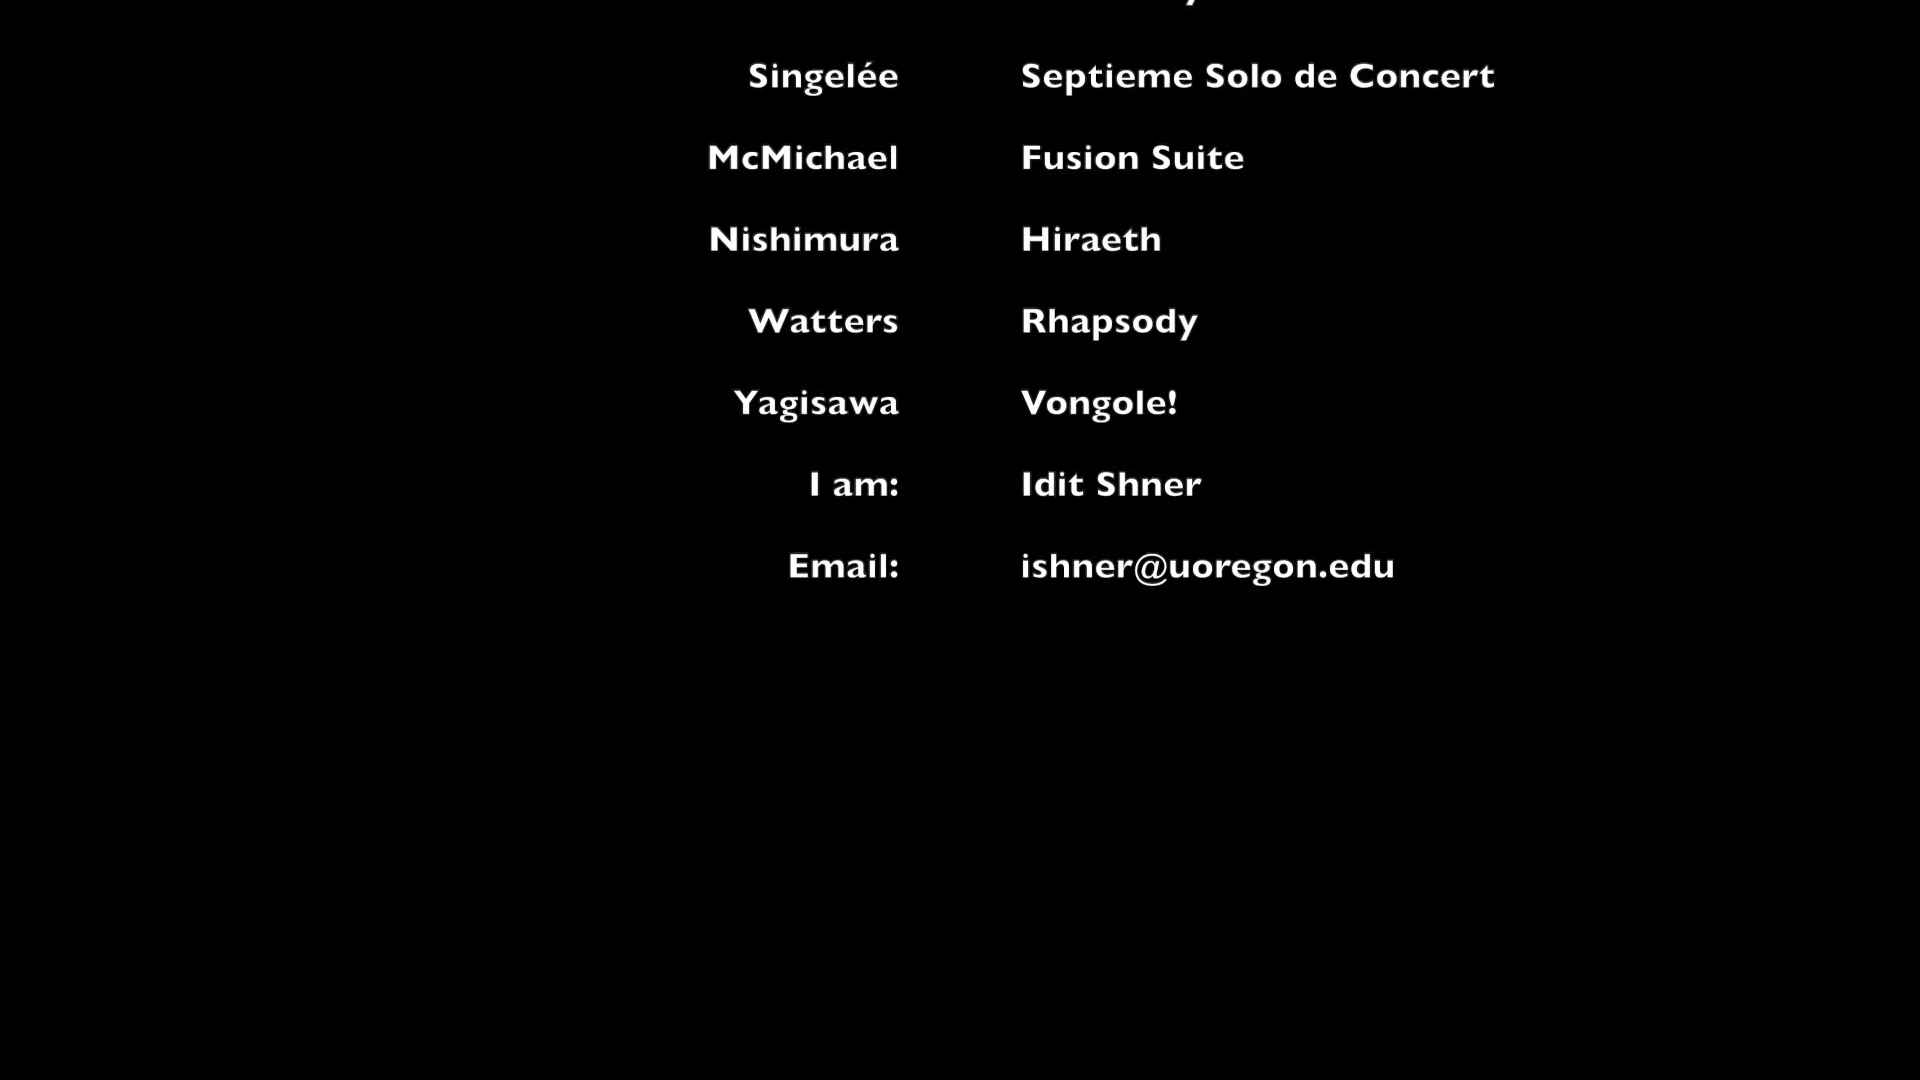 Singelée Septieme Solo de Concert
McMichael Fusion Suite
Nishimura Hiraeth
Watters Rhapsody
Yagisawa Vongole!
I am: Idit Shner
Email: ishner@uoregon.edu